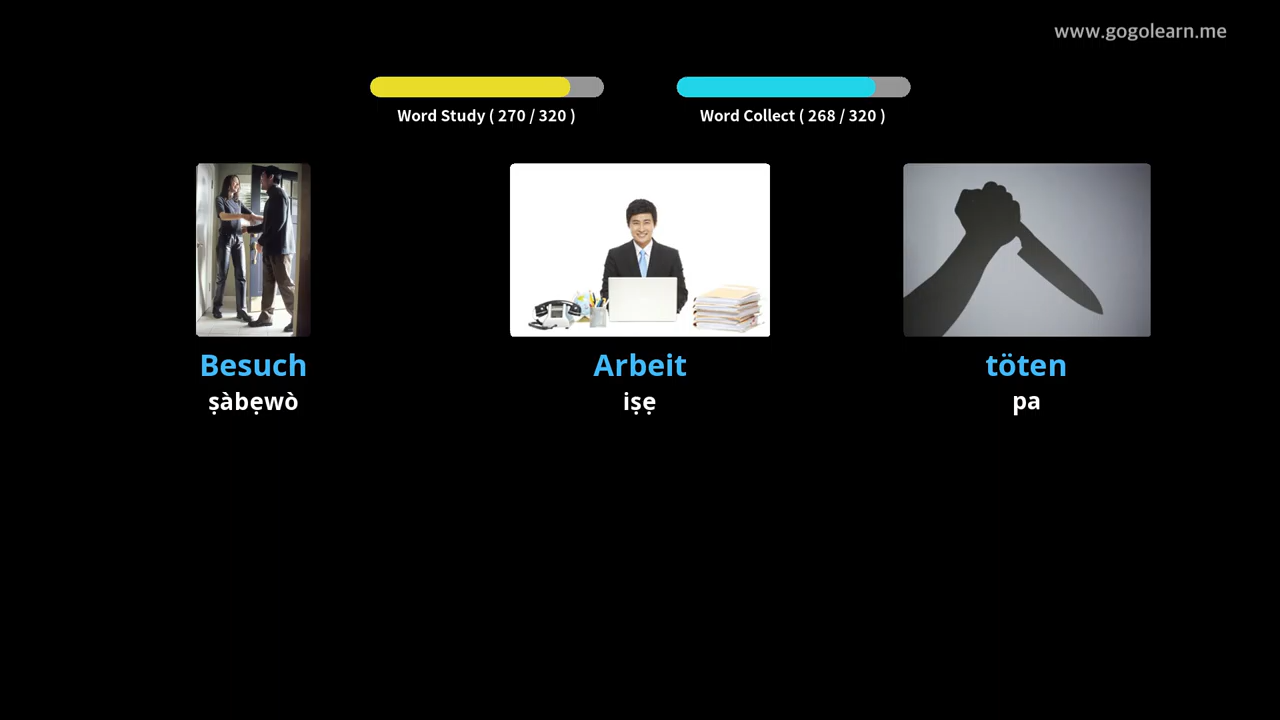 www.gogolearn.me
Word Study ( 270 / 320 )
Word Collect ( 268 / 320 )
Besuch
ṣàbẹwò
Arbeit
iṣẹ
töten
pa